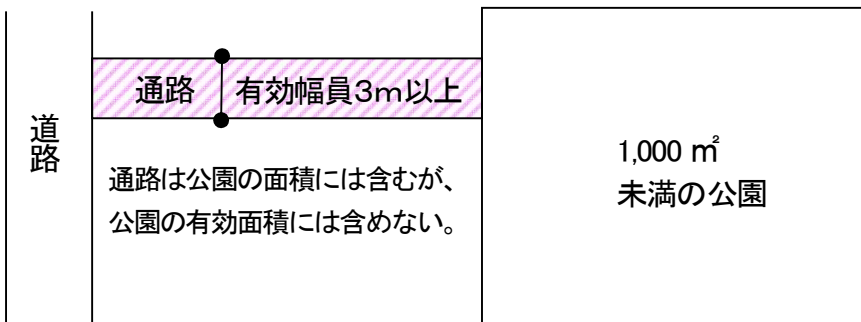 道路
通路
有効幅員3m以上
通路は公園の面積には含むが、
公園の有効面積には含めない。
1,000 ㎡
未満の公園